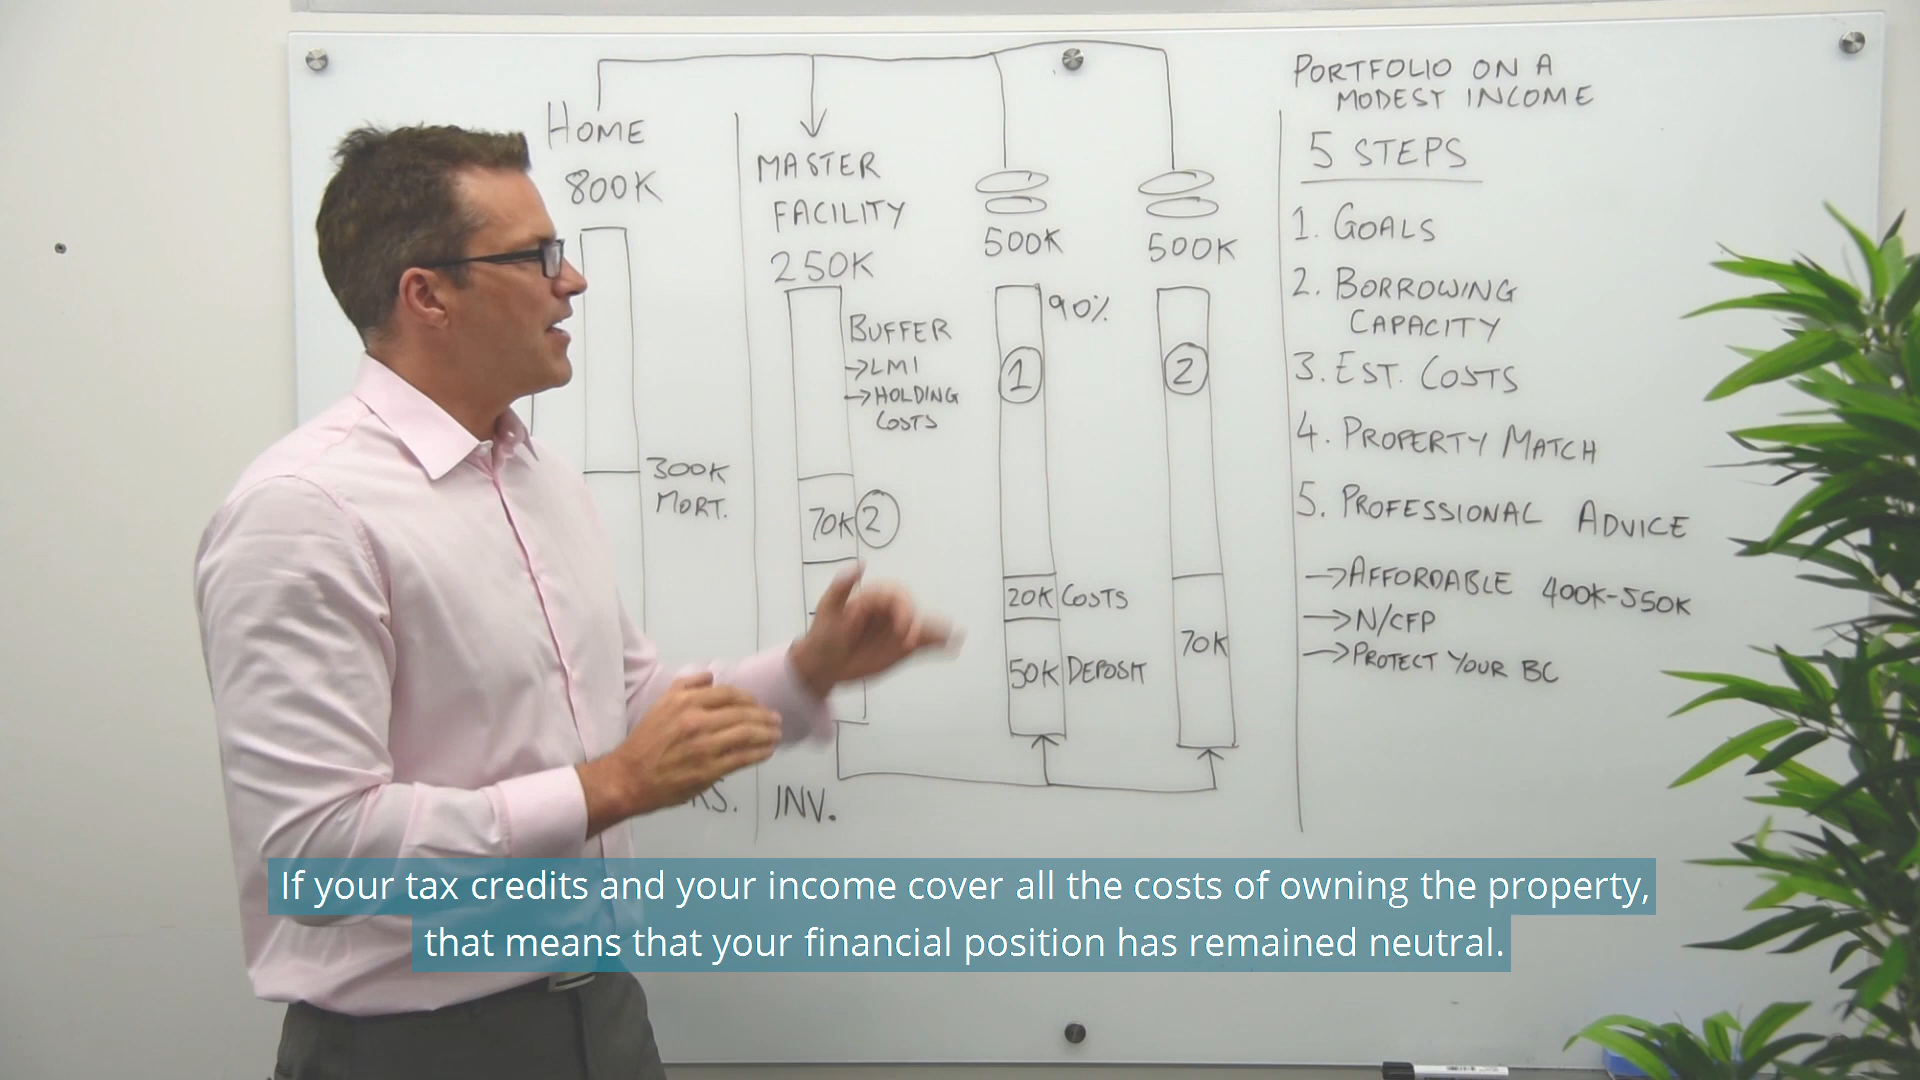 HOME
800K
300K
MORT.
MASTER
FACILITY
250K
BUFFER
→LMI
→HOLDING
COSTS
70K 2
INV.
500K
90%
1
20K COSTS
50K DEPOSIT
500K
2
70K
PORTFOLIO ON A
MODEST INCOME
5 STEPS
1. GOALS
2. BORROWING
CAPACITY
3. EST. COSTS
4. PROPERTY MATCH
5. PROFESSIONAL ADVICE
→AFFORDABLE 400K-550K
→N/CFP
→PROTECT YOUR BC
If your tax credits and your income cover all the costs of owning the property,
that means that your financial position has remained neutral.